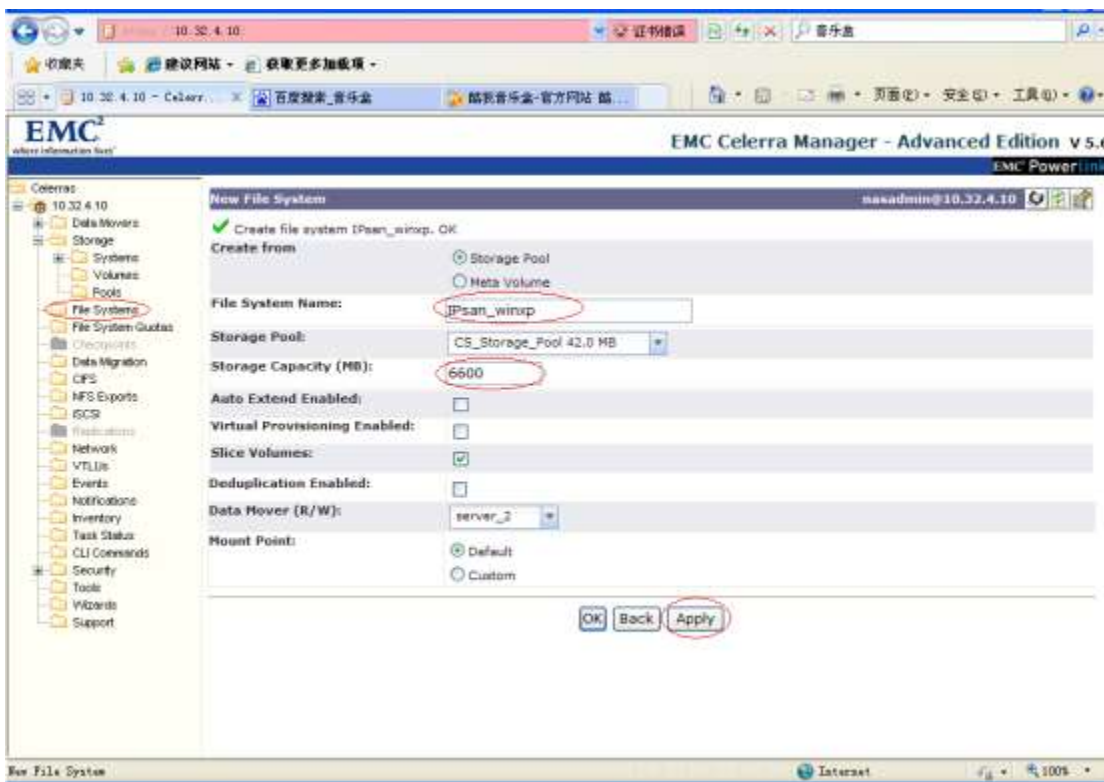 10.32.4.10
证书错误
音乐盒
收藏夹
建议网站
获取更多加载项
10.32.4.10 - Celerr...
百度搜索_音乐盒
酷我音乐盒-官方网站 酷...
页面(P)
安全(S)
工具(O)
EMC²
where information lives®
EMC Celerra Manager - Advanced Edition v 5.6
EMC Powerlink
Celerras
10.32.4.10
Data Movers
Storage
Systems
Volumes
Pools
File Systems
File System Quotas
Checkpoints
Data Migration
CIFS
NFS Exports
iSCSI
Replications
Network
VTLUs
Events
Notifications
Inventory
Task Status
CLI Commands
Security
Tools
Wizards
Support
New File System
nasadmin@10.32.4.10
Create file system IPsan_winxp. OK
Create from
Storage Pool
Meta Volume
File System Name:
IPsan_winxp
Storage Pool:
CS_Storage_Pool 42.0 MB
Storage Capacity (MB):
6600
Auto Extend Enabled:
Virtual Provisioning Enabled:
Slice Volumes:
Deduplication Enabled:
Data Mover (R/W):
server_2
Mount Point:
Default
Custom
OK
Back
Apply
New File System
Internet
100%